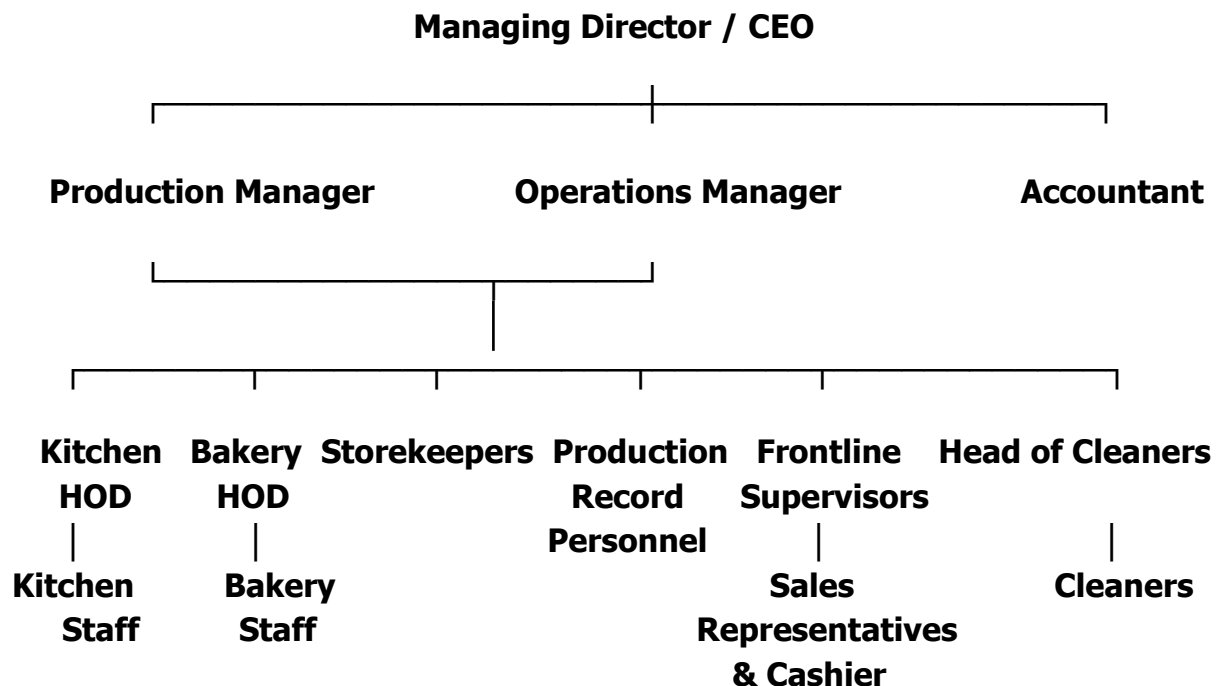 Managing Director / CEO
Production Manager Operations Manager Accountant
Kitchen Bakery Storekeepers Production Frontline Head of Cleaners
HOD HOD Record Supervisors
Personnel
Kitchen Bakery Sales Cleaners
Staff Staff Representatives
& Cashier